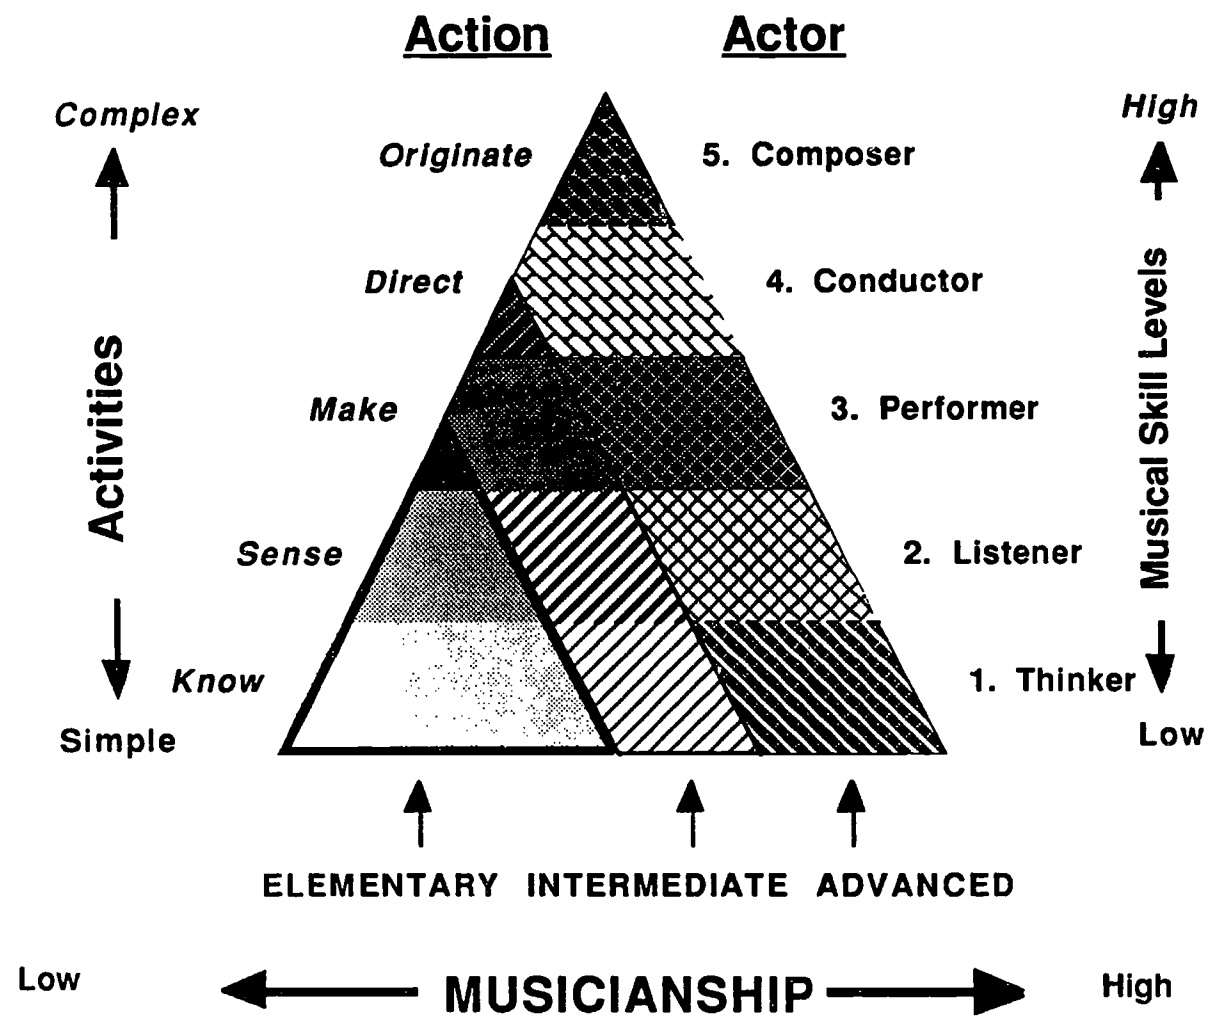 Action Actor
Complex High
Originate 5. Composer
Direct 4. Conductor
Activities
Musical Skill Levels
Make 3. Performer
Sense 2. Listener
Know 1. Thinker
Simple Low
ELEMENTARY INTERMEDIATE ADVANCED
Low MUSICIANSHIP High